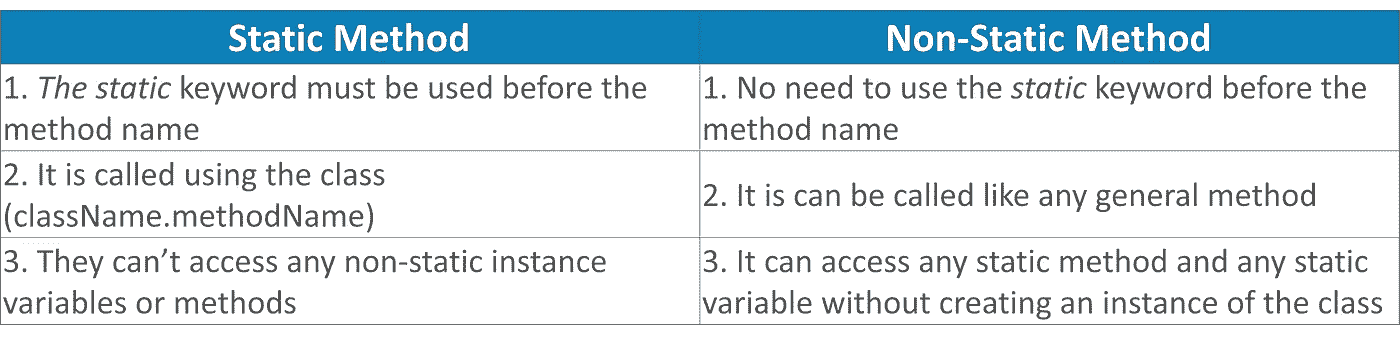 Static Method
Non-Static Method
1. The static keyword must be used before the
method name
1. No need to use the static keyword before the
method name
2. It is called using the class
(className.methodName)
2. It is can be called like any general method
3. They can’t access any non-static instance
variables or methods
3. It can access any static method and any static
variable without creating an instance of the class